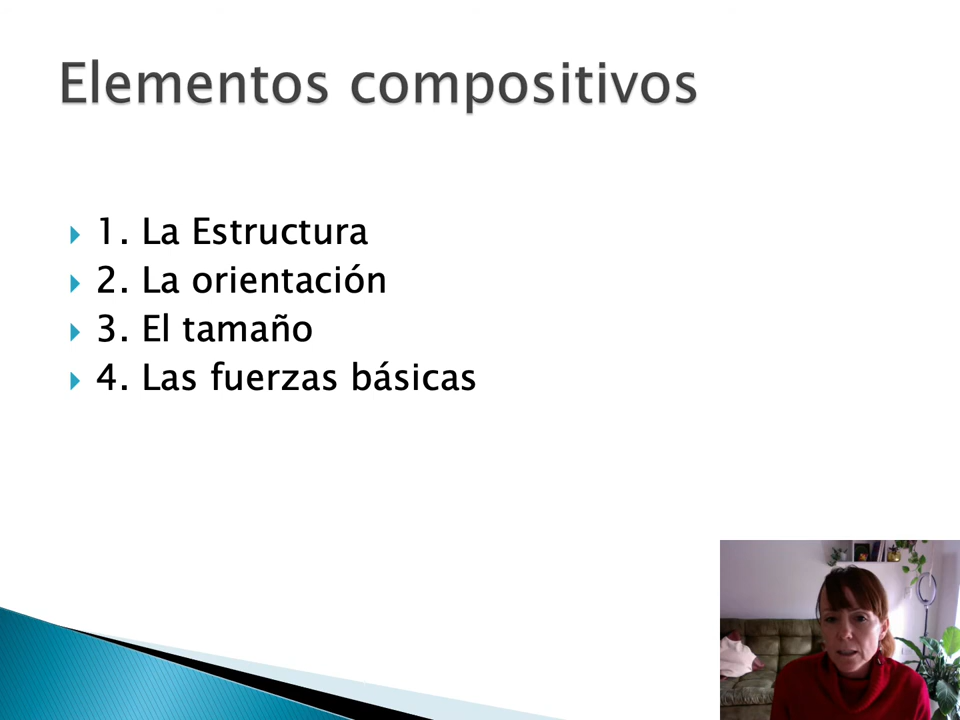 Elementos compositivos
1. La Estructura
2. La orientación
3. El tamaño
4. Las fuerzas básicas